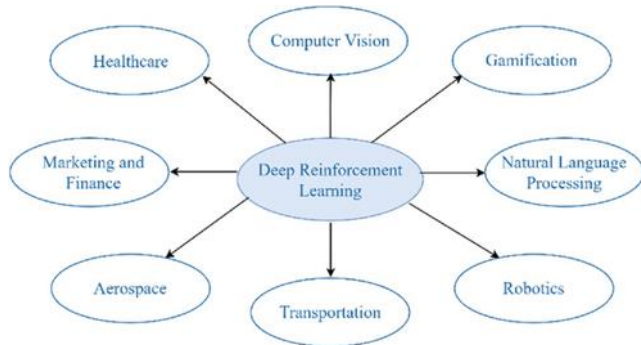 Computer Vision
Healthcare
Gamification
Marketing and
Finance
Deep Reinforcement
Learning
Natural Language
Processing
Aerospace
Transportation
Robotics